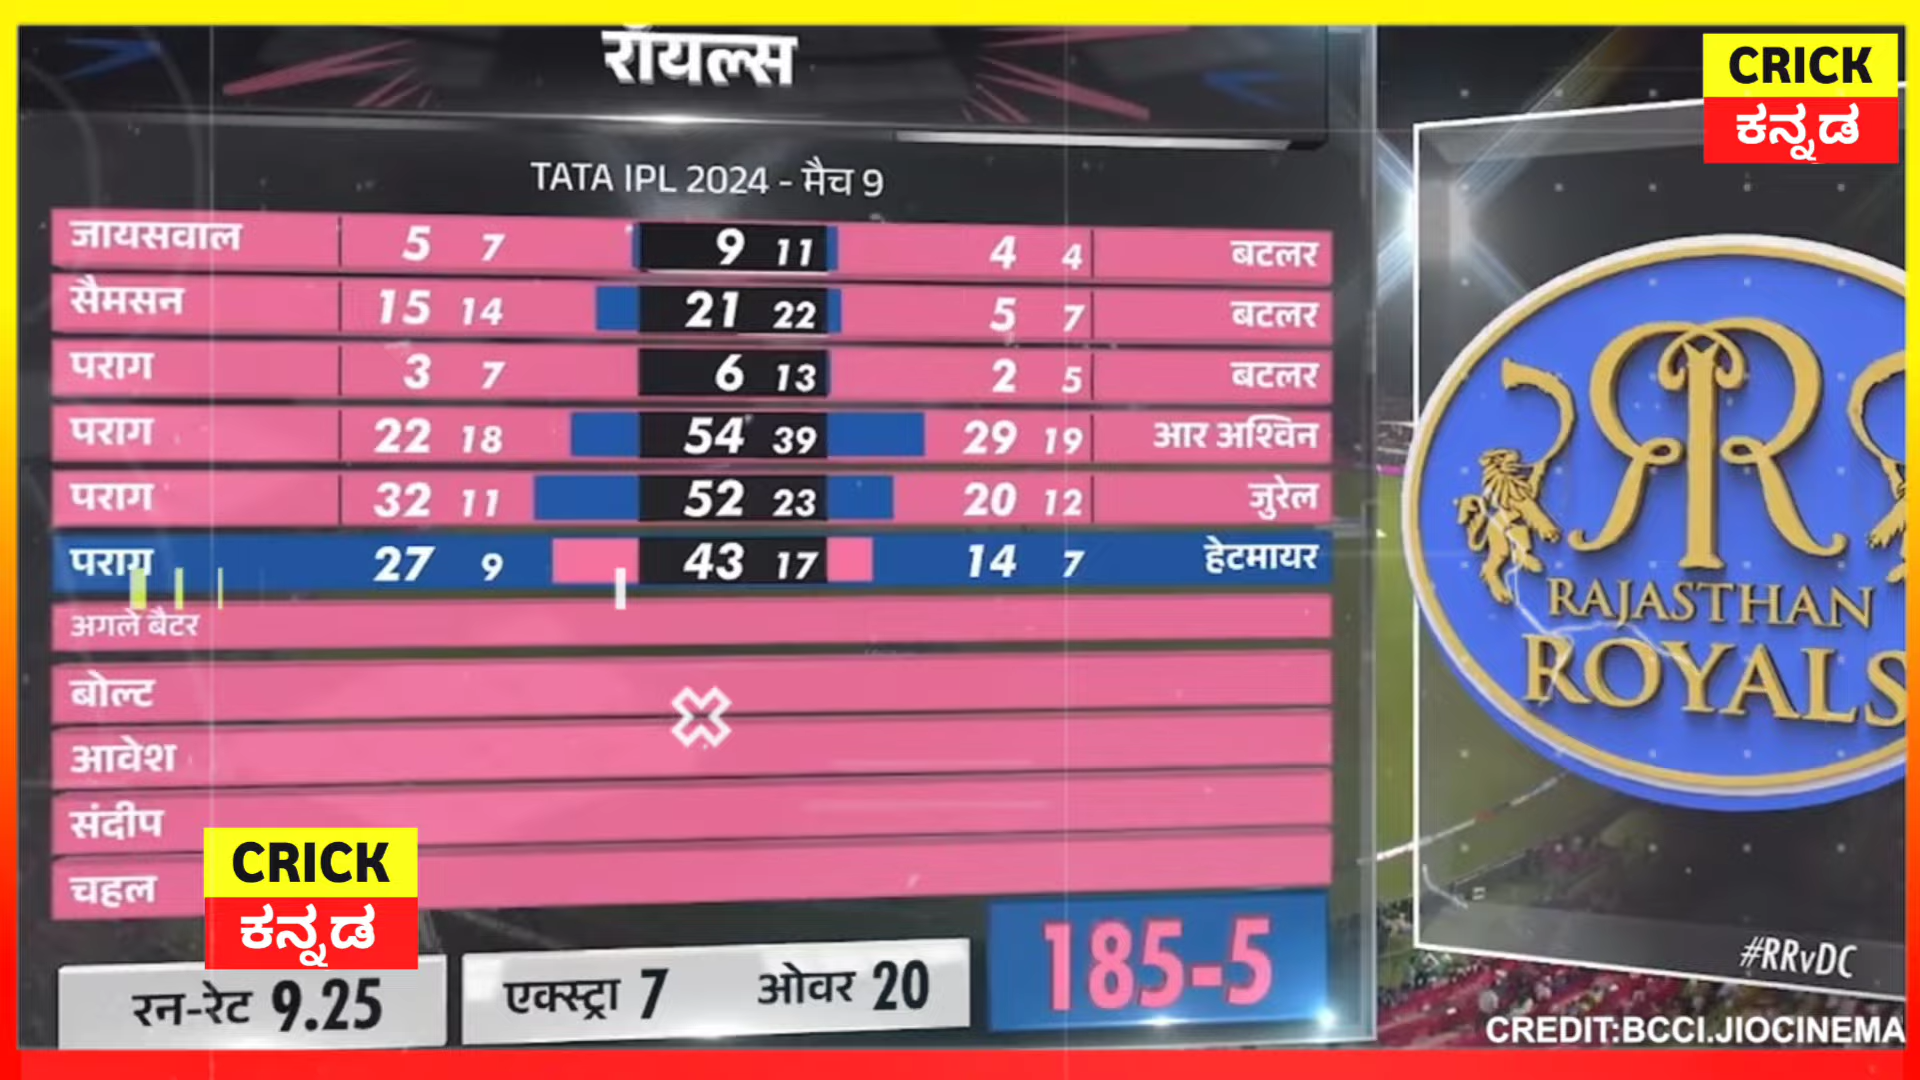 रॉयल्स
CRICK
ಕನ್ನಡ
TATA IPL 2024 - मैच 9
जायसवाल 5 7 9 11 4 4 बटलर
सैमसन 15 14 21 22 5 7 बटलर
पराग 3 7 6 13 2 5 बटलर
पराग 22 18 54 39 29 19 आर अश्विन
पराग 32 11 52 23 20 12 जुरेल
पराग 27 9 43 17 14 7 हेटमायर
अगले बैटर
बोल्ट
आवेश
संदीप
चहल
RR
RAJASTHAN
ROYALS
CRICK
ಕನ್ನಡ
रन-रेट 9.25 एक्स्ट्रा 7 ओवर 20 185-5
#RRvDC
CREDIT:BCCI.JIOCINEMA